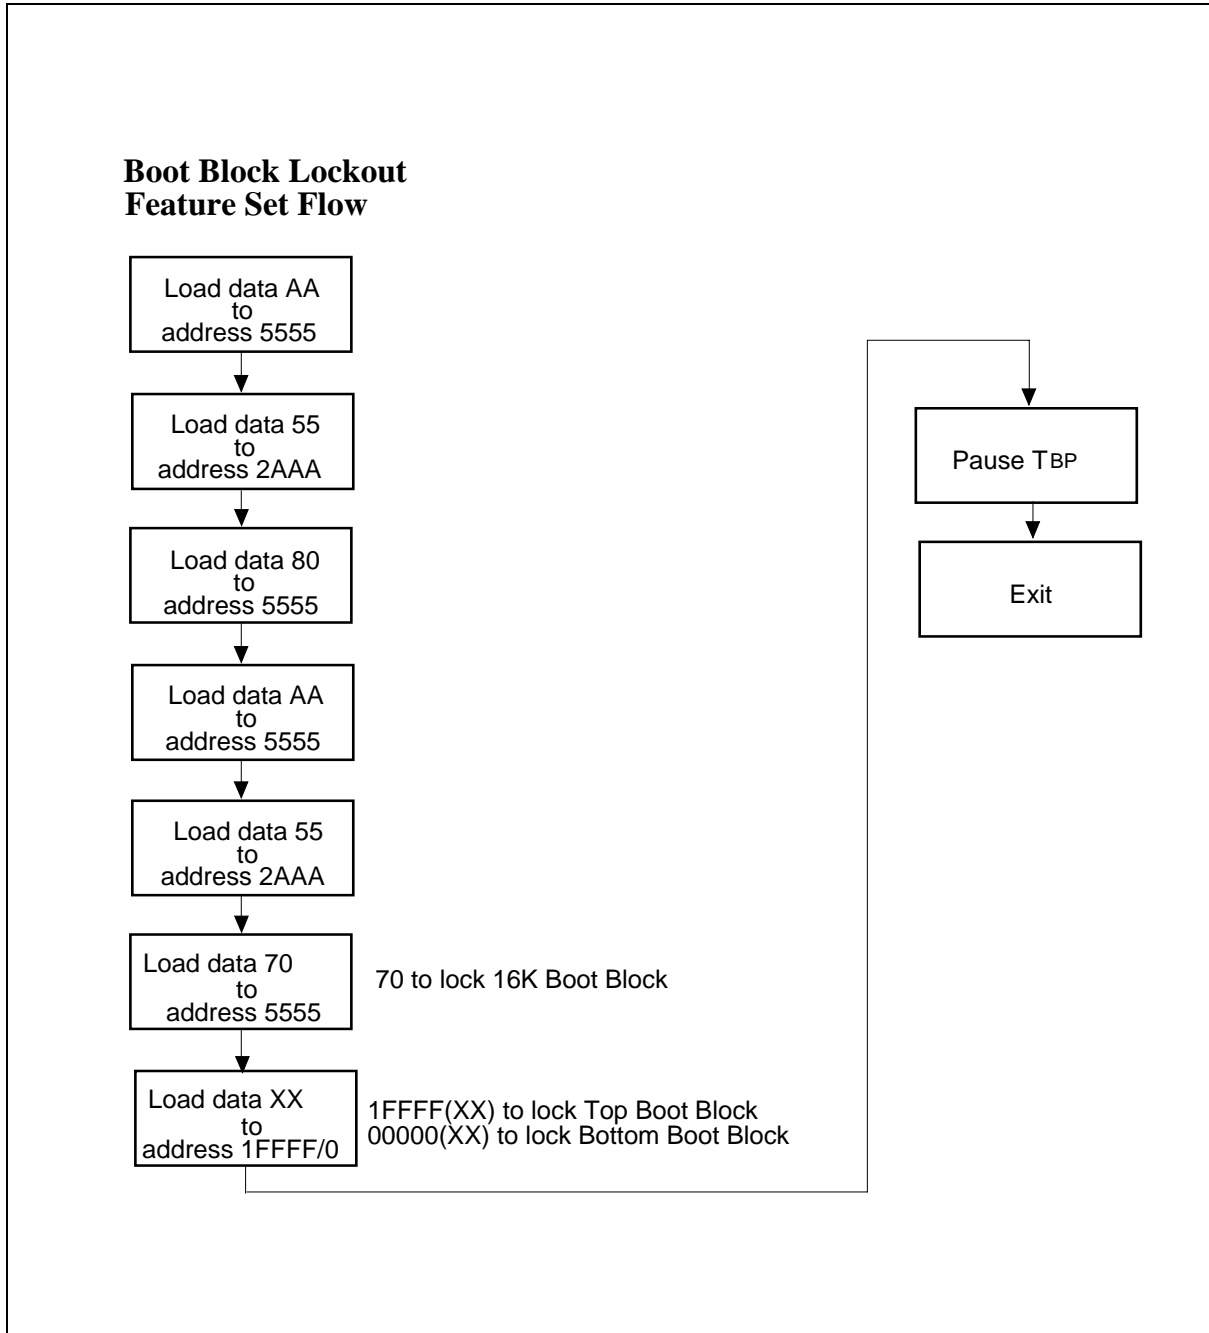 Boot Block Lockout
Feature Set Flow
Load data AA
to
address 5555
Load data 55
to
address 2AAA
Load data 80
to
address 5555
Load data AA
to
address 5555
Load data 55
to
address 2AAA
Load data 70
to
address 5555
70 to lock 16K Boot Block
Load data XX
to
address 1FFFF/0
1FFFF(XX) to lock Top Boot Block
00000(XX) to lock Bottom Boot Block
Pause TBP
Exit